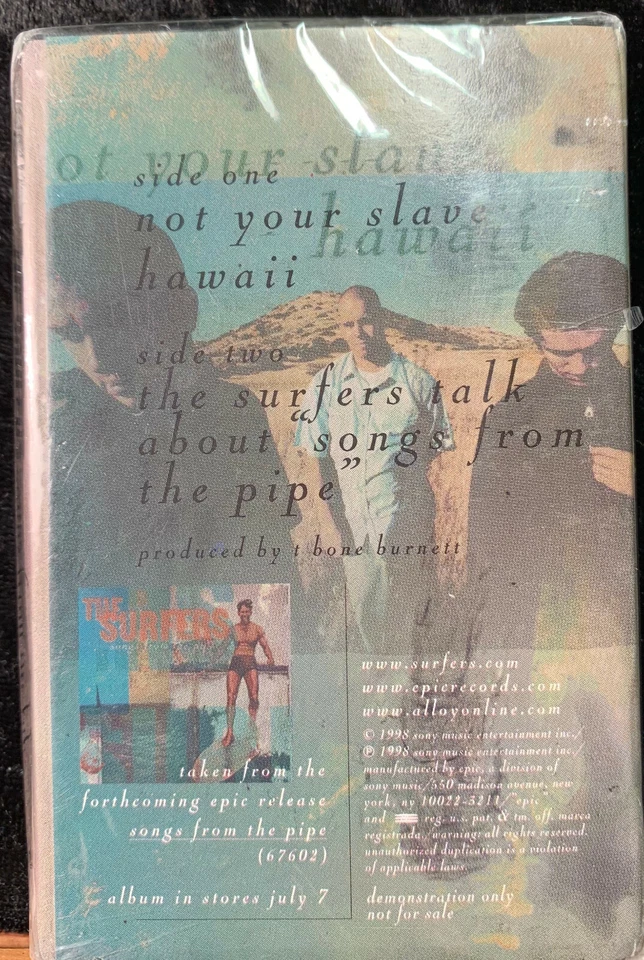 not your slav
hawaii
side one
not your slave
hawaii
side two
the surfers talk
about "songs from
the pipe"
produced by t bone burnett
THE
SURFERS
taken from the
forthcoming epic release
songs from the pipe
(67602)
album in stores july 7
www.surfers.com
www.epicrecords.com
www.alloyonline.com
© 1998 sony music entertainment inc./
℗ 1998 sony music entertainment inc./
manufactured by epic, a division of
sony music/550 madison avenue, new
york, ny 10022-3211/"epic"
and reg. u.s. pat. & tm. off. marca
registrada./warning: all rights reserved.
unauthorized duplication is a violation
of applicable laws.
demonstration only
not for sale